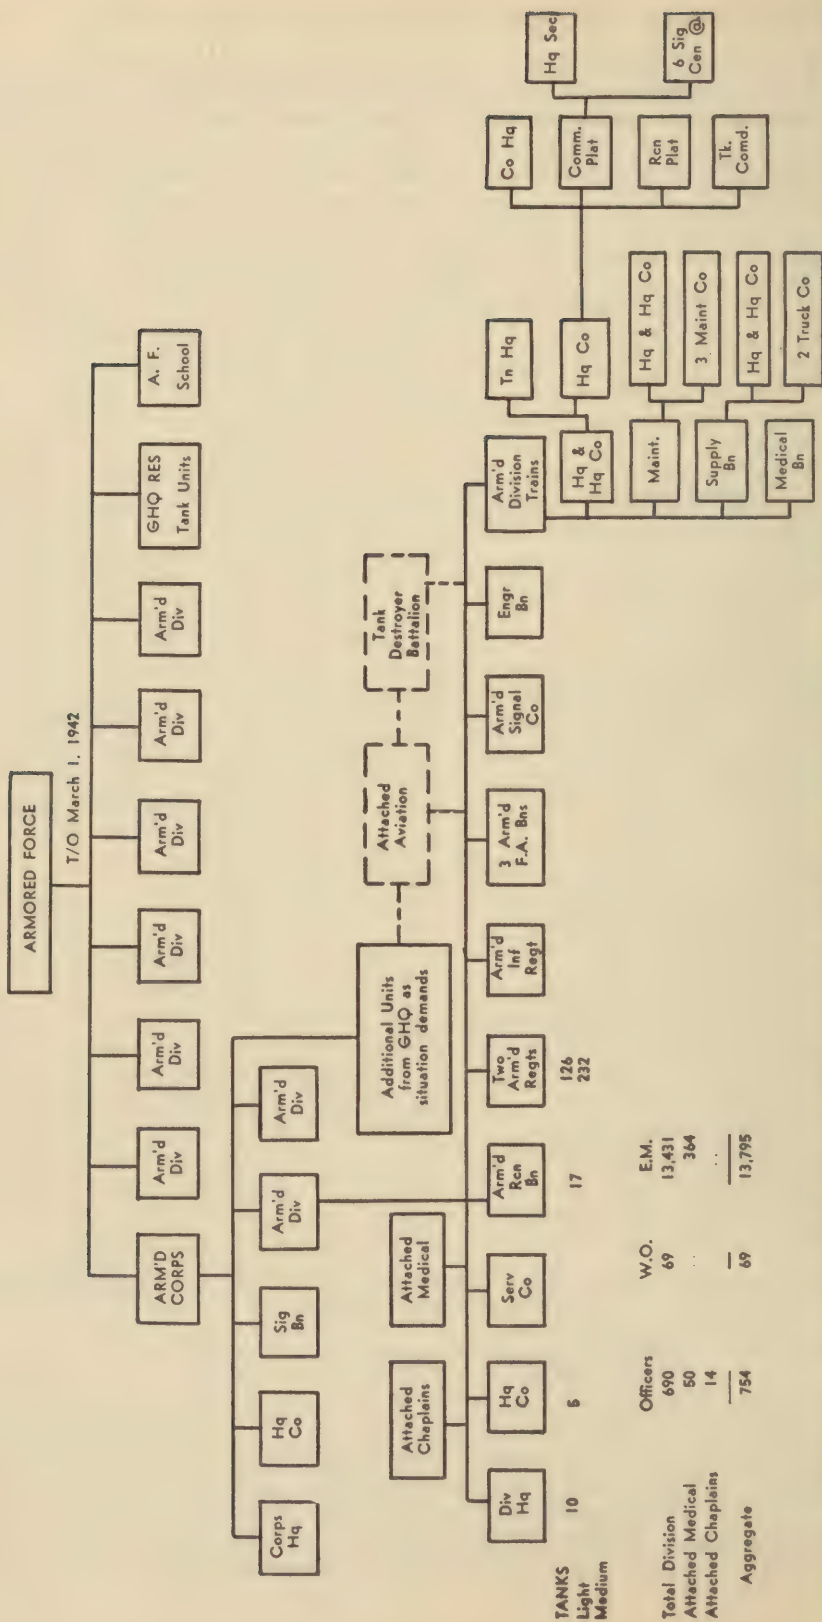 ARMORED FORCE
T/O March 1, 1942
ARM'D
CORPS
Arm'd
Div
Arm'd
Div
Arm'd
Div
Arm'd
Div
Arm'd
Div
Arm'd
Div
GHQ RES
Tank Units
A. F.
School
Corps
Hq
Hq
Co
Sig
Bn
Arm'd
Div
Arm'd
Div
Additional Units
from GHQ as
situation demands
Attached
Aviation
Tank
Destroyer
Battalion
Attached
Chaplains
Attached
Medical
Div
Hq
Hq
Co
Serv
Co
Arm'd
Rcn
Bn
Two
Arm'd
Regts
Arm'd
Inf
Regt
3 Arm'd
F.A. Bns
Arm'd
Signal
Co
Engr
Bn
Arm'd
Division
Trains
Tn Hq
Hq Co
Hq &
Hq Co
Maint.
Supply
Bn
Medical
Bn
Hq & Hq Co
3 Maint Co
Hq & Hq Co
2 Truck Co
Co Hq
Comm.
Plat
Rcn
Plat
Tk.
Comd.
Hq Sec
6 Sig
Cen @
TANKS
Light 10 5 17 126
Medium 232
Officers W.O. E.M.
Total Division 690 69 13,431
Attached Medical 50 .. 364
Attached Chaplains 14 ..
Aggregate 754 69 13,795